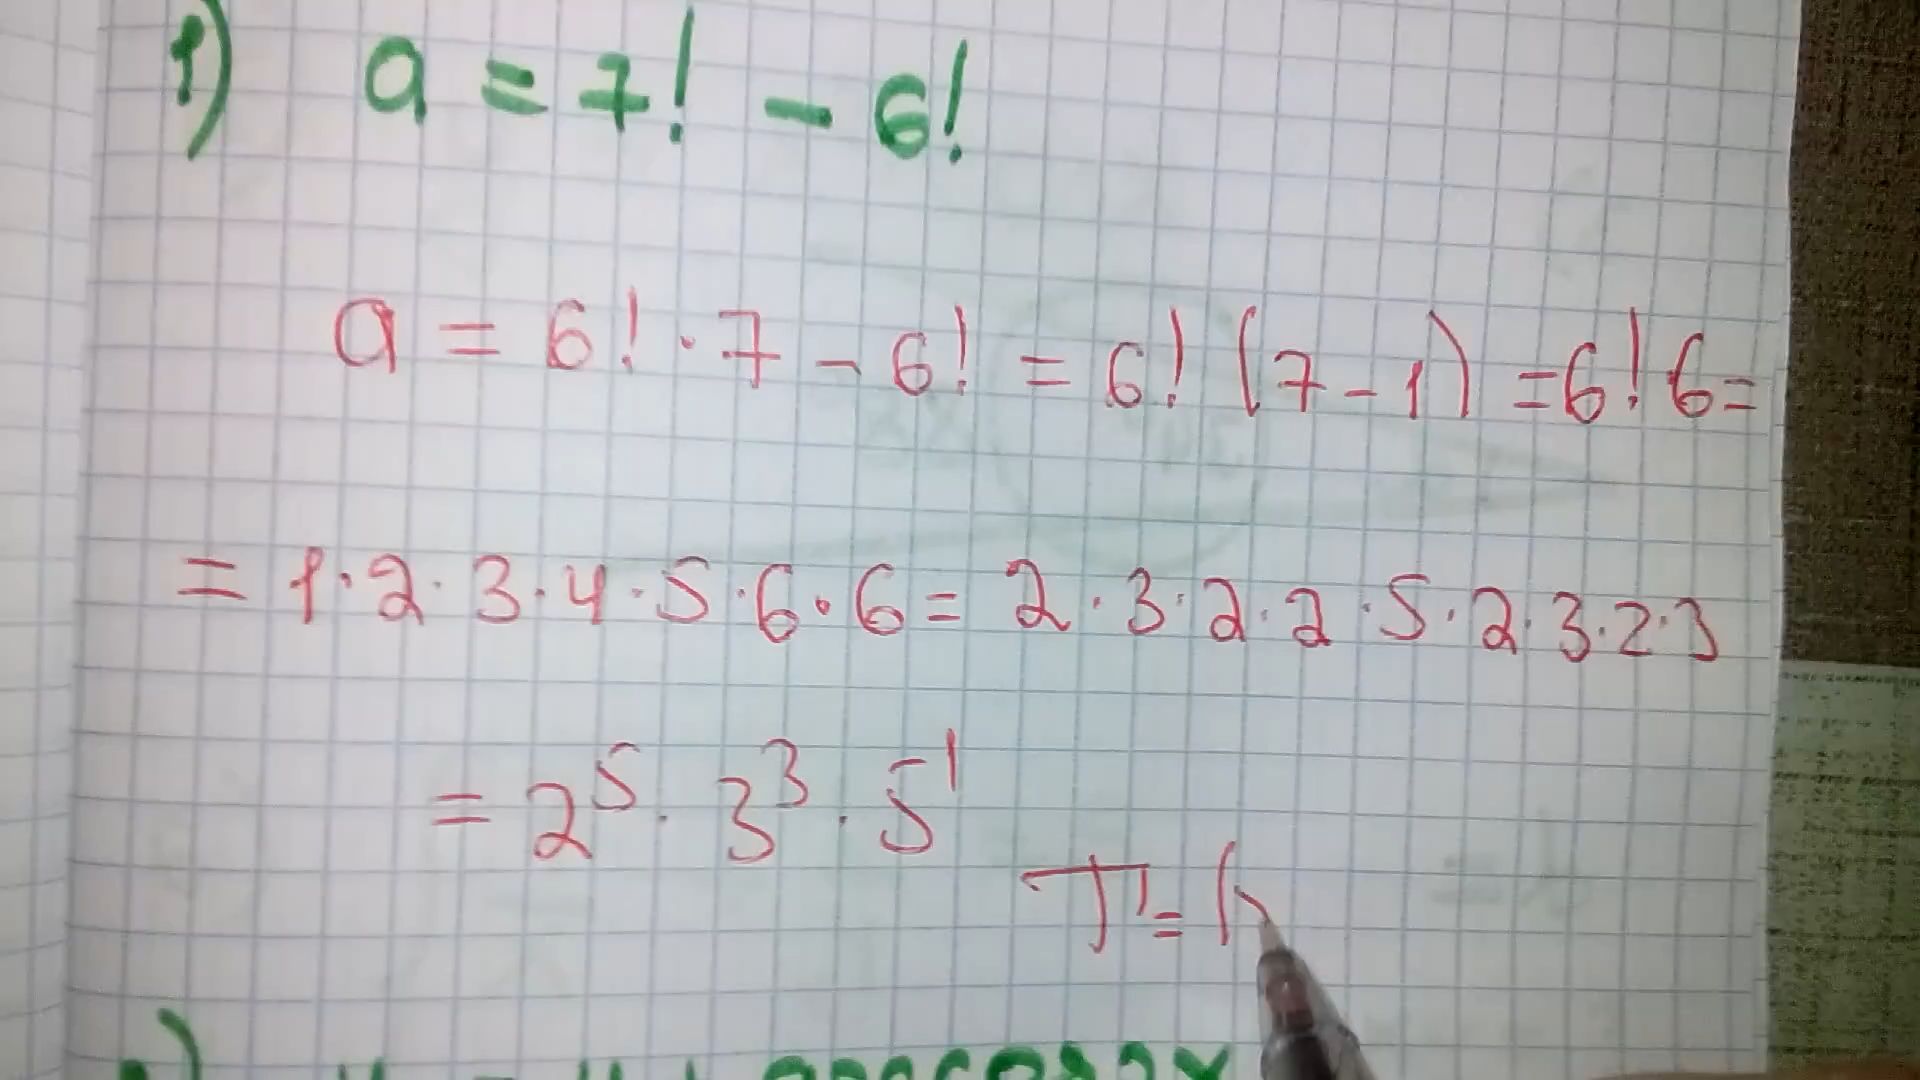 1) a = 7! - 6!
a = 6! · 7 - 6! = 6! (7 - 1) = 6! 6 =
= 1 · 2 · 3 · 4 · 5 · 6 · 6 = 2 · 3 · 2 · 2 · 5 · 2 · 3 · 2 · 3
= 2⁵ · 3³ · 5¹
T =